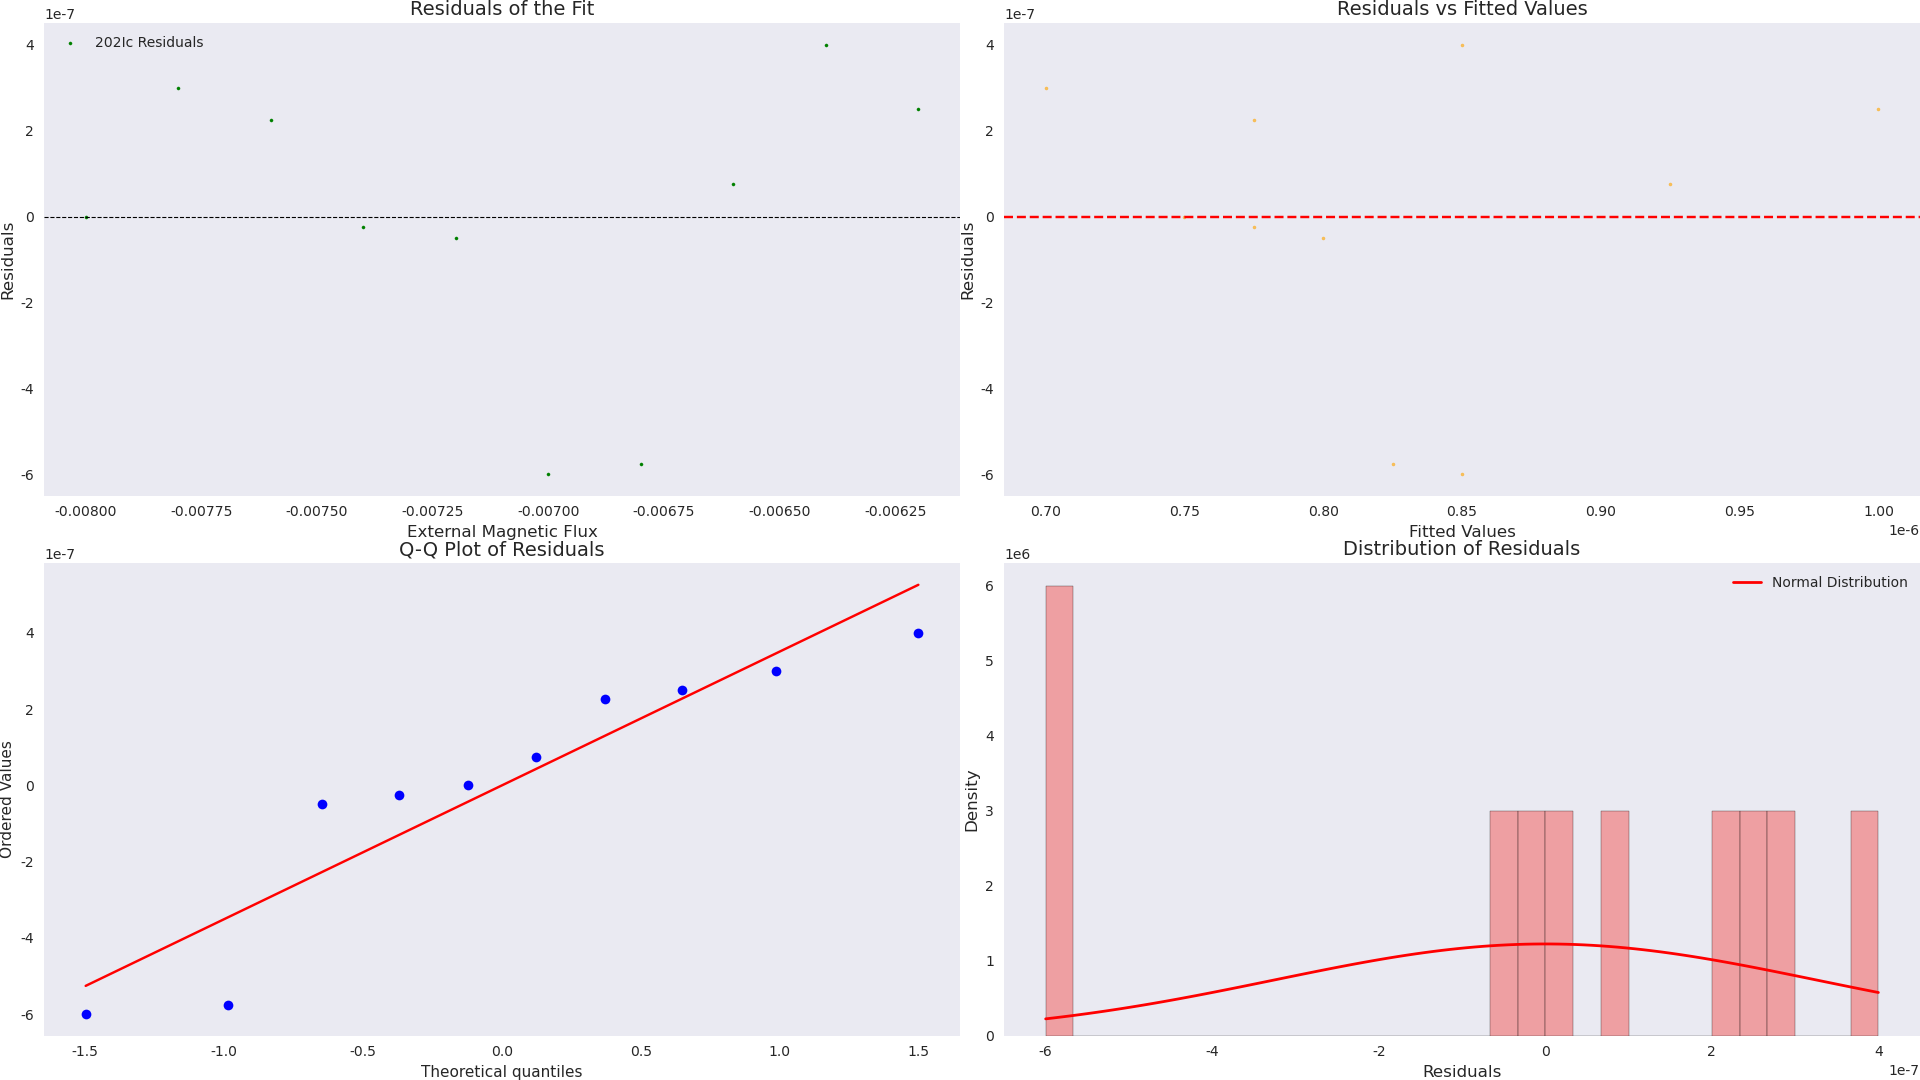 Residuals of the Fit
1e-7
202Ic Residuals
4
2
0
-2
-4
-6
Residuals
-0.00800 -0.00775 -0.00750 -0.00725 -0.00700 -0.00675 -0.00650 -0.00625
External Magnetic Flux
Residuals vs Fitted Values
1e-7
4
2
0
-2
-4
-6
Residuals
0.70 0.75 0.80 0.85 0.90 0.95 1.00
1e-6
Fitted Values
Q-Q Plot of Residuals
1e-7
4
2
0
-2
-4
-6
Ordered Values
-1.5 -1.0 -0.5 0.0 0.5 1.0 1.5
Theoretical quantiles
Distribution of Residuals
1e6
Normal Distribution
6
5
4
3
2
1
0
Density
-6 -4 -2 0 2 4
1e-7
Residuals